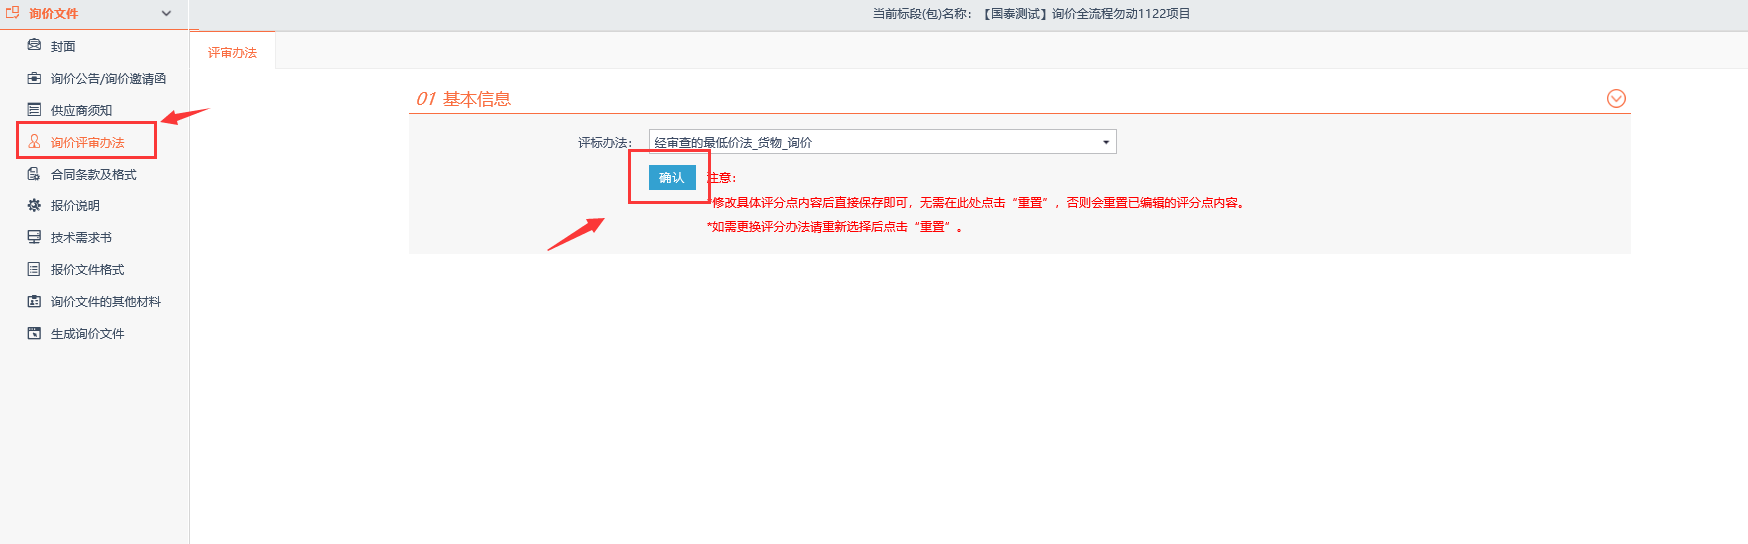 询价文件
当前标段(包)名称：【国泰测试】询价全流程勿动1122项目
封面
询价公告/询价邀请函
供应商须知
询价评审办法
合同条款及格式
报价说明
技术需求书
报价文件格式
询价文件的其他材料
生成询价文件
评审办法
01 基本信息
评标办法：
经审查的最低价法_货物_询价
确认
注意：
*修改具体评分点内容后直接保存即可，无需在此处点击“重置”，否则会重置已编辑的评分点内容。
*如需更换评分办法请重新选择后点击“重置”。